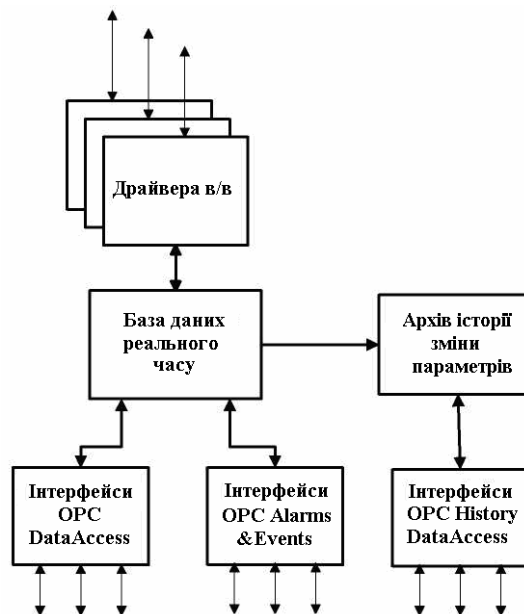 Драйвера в/в
База даних
реального
часу
Архів історії
зміни
параметрів
Інтерфейси
OPC
DataAccess
Інтерфейси
OPC Alarms
&Events
Інтерфейси
OPC History
DataAccess